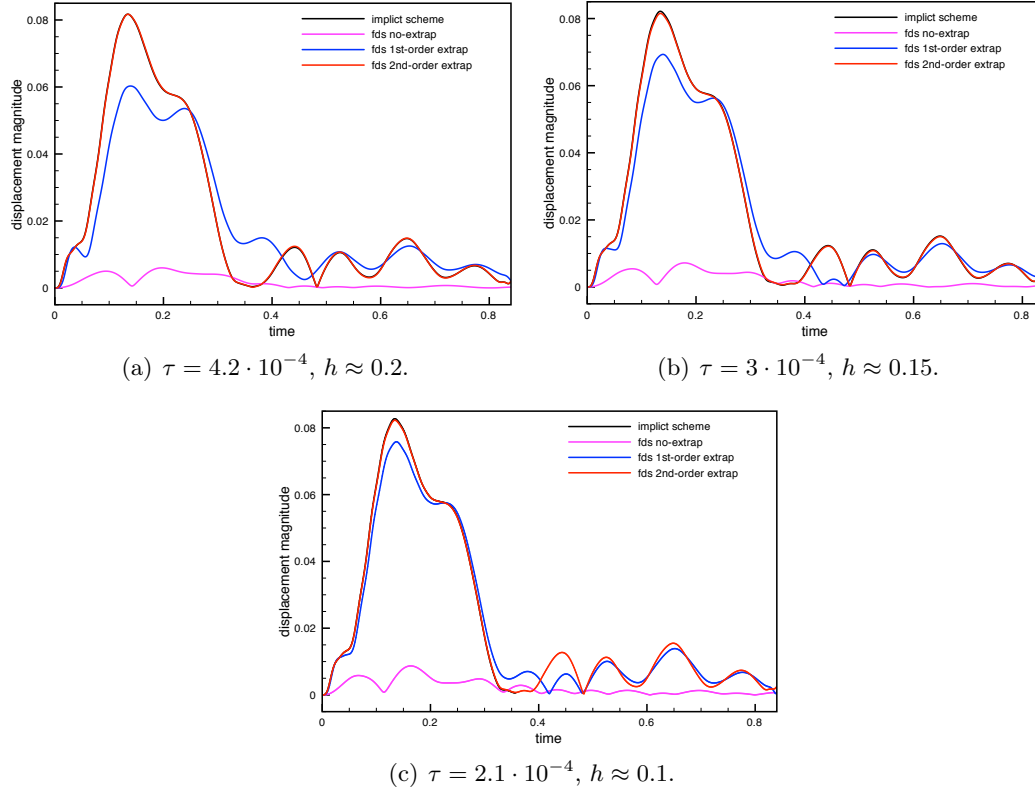 displacement magnitude
0.08
0.06
0.04
0.02
0
0 0.2 0.4 0.6 0.8
time
implict scheme
fds no-extrap
fds 1st-order extrap
fds 2nd-order extrap
(a) τ = 4.2 · 10⁻⁴, h ≈ 0.2.
displacement magnitude
0.08
0.06
0.04
0.02
0
0 0.2 0.4 0.6 0.8
time
implict scheme
fds no-extrap
fds 1st-order extrap
fds 2nd-order extrap
(b) τ = 3 · 10⁻⁴, h ≈ 0.15.
displacement magnitude
0.08
0.06
0.04
0.02
0
0 0.2 0.4 0.6 0.8
time
implict scheme
fds no-extrap
fds 1st-order extrap
fds 2nd-order extrap
(c) τ = 2.1 · 10⁻⁴, h ≈ 0.1.